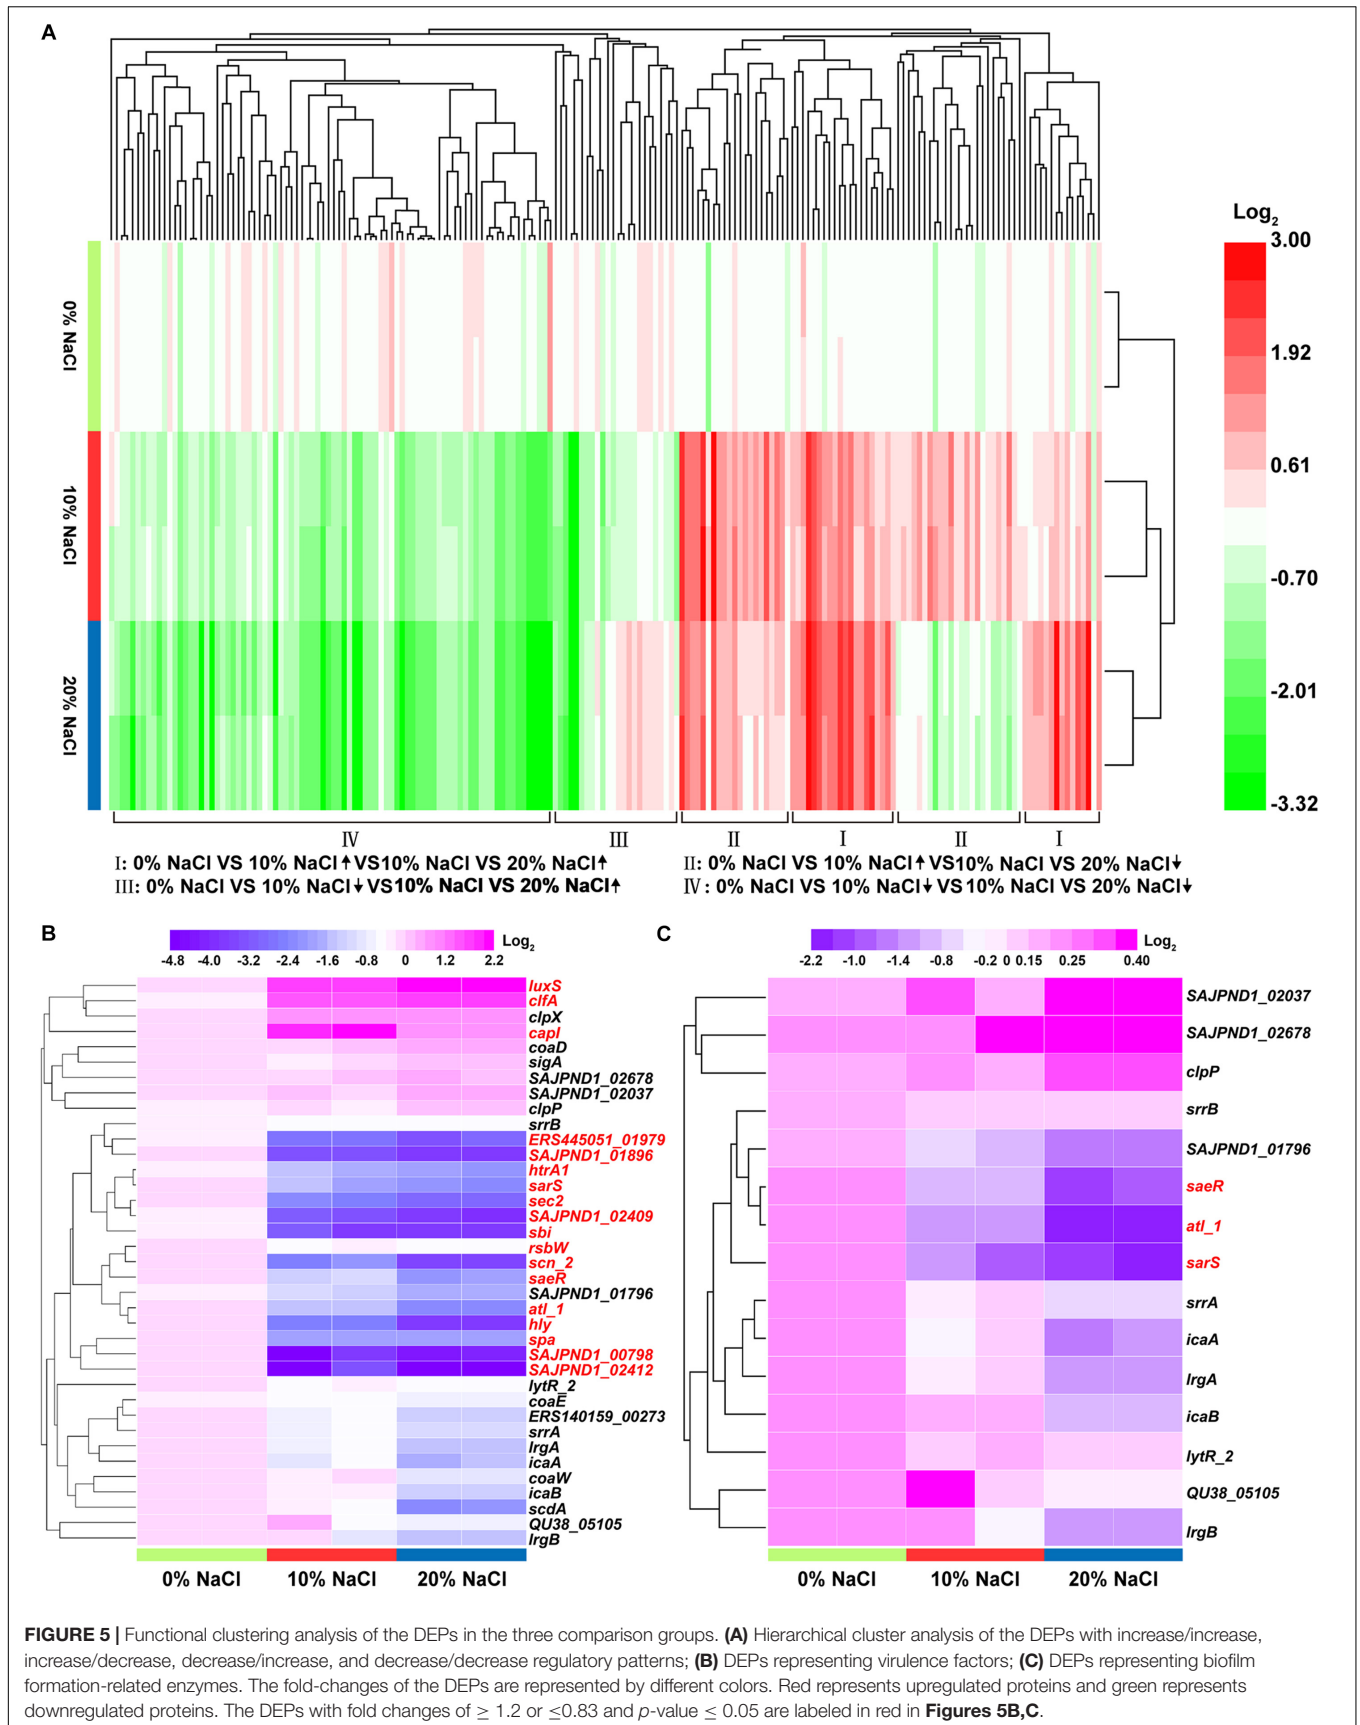 A
Log2
3.00
1.92
0.61
-0.70
-2.01
-3.32
0% NaCl
10% NaCl
20% NaCl
IV
III
II
I
II
I
I: 0% NaCl VS 10% NaCl↑VS10% NaCl VS 20% NaCl↑
II: 0% NaCl VS 10% NaCl↑VS10% NaCl VS 20% NaCl↓
III: 0% NaCl VS 10% NaCl↓VS10% NaCl VS 20% NaCl↑
IV: 0% NaCl VS 10% NaCl↓VS10% NaCl VS 20% NaCl↓
B
Log2
-4.8 -4.0 -3.2 -2.4 -1.6 -0.8 0 1.2 2.2
luxS
clfA
clpX
capI
coaD
sigA
SAJPND1_02678
SAJPND1_02037
clpP
srrB
ERS445051_01979
SAJPND1_01896
htrA1
sarS
sec2
SAJPND1_02409
sbi
rsbW
scn_2
saeR
SAJPND1_01796
atl_1
hly
spa
SAJPND1_00798
SAJPND1_02412
lytR_2
coaE
ERS140159_00273
srrA
lrgA
icaA
coaW
icaB
scdA
QU38_05105
lrgB
0% NaCl 10% NaCl 20% NaCl
C
Log2
-2.2 -1.0 -1.4 -0.8 -0.2 0 0.15 0.25 0.40
SAJPND1_02037
SAJPND1_02678
clpP
srrB
SAJPND1_01796
saeR
atl_1
sarS
srrA
icaA
lrgA
icaB
lytR_2
QU38_05105
lrgB
0% NaCl 10% NaCl 20% NaCl
FIGURE 5 | Functional clustering analysis of the DEPs in the three comparison groups. (A) Hierarchical cluster analysis of the DEPs with increase/increase,
increase/decrease, decrease/increase, and decrease/decrease regulatory patterns; (B) DEPs representing virulence factors; (C) DEPs representing biofilm
formation-related enzymes. The fold-changes of the DEPs are represented by different colors. Red represents upregulated proteins and green represents
downregulated proteins. The DEPs with fold changes of ≥ 1.2 or ≤0.83 and p-value ≤ 0.05 are labeled in red in Figures 5B,C.